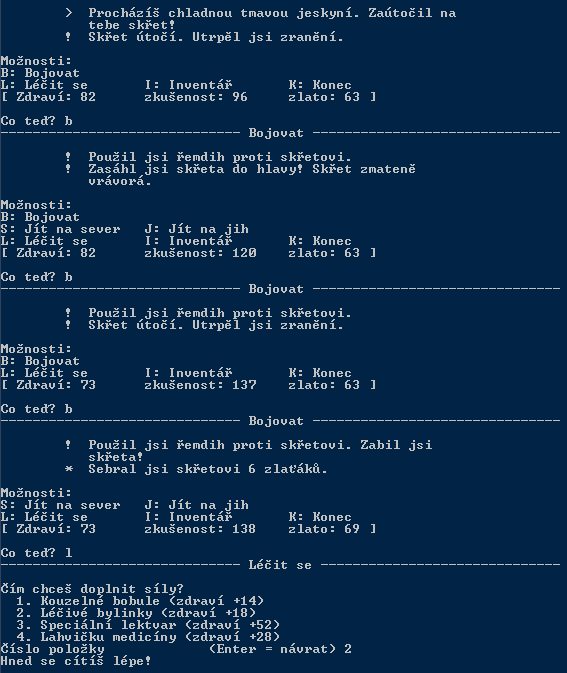 > Procházíš chladnou tmavou jeskyní. Zaútočil na
tebe skřet!
! Skřet útočí. Utrpěl jsi zranění.
Možnosti:
B: Bojovat
L: Léčit se I: Inventář K: Konec
[ Zdraví: 82 zkušenost: 96 zlato: 63 ]
Co teď? b
------------------------------ Bojovat -------------------------------
! Použil jsi řemdih proti skřetovi.
! Zasáhl jsi skřeta do hlavy! Skřet zmateně
vrávorá.
Možnosti:
B: Bojovat
S: Jít na sever J: Jít na jih
L: Léčit se I: Inventář K: Konec
[ Zdraví: 82 zkušenost: 120 zlato: 63 ]
Co teď? b
------------------------------ Bojovat -------------------------------
! Použil jsi řemdih proti skřetovi.
! Skřet útočí. Utrpěl jsi zranění.
Možnosti:
B: Bojovat
L: Léčit se I: Inventář K: Konec
[ Zdraví: 73 zkušenost: 137 zlato: 63 ]
Co teď? b
------------------------------ Bojovat -------------------------------
! Použil jsi řemdih proti skřetovi. Zabil jsi
skřeta!
* Sebral jsi skřetovi 6 zlaťáků.
Možnosti:
S: Jít na sever J: Jít na jih
L: Léčit se I: Inventář K: Konec
[ Zdraví: 73 zkušenost: 138 zlato: 69 ]
Co teď? l
------------------------------ Léčit se ------------------------------
Čím chceš doplnit síly?
1. Kouzelné bobule (zdraví +14)
2. Léčivé bylinky (zdraví +18)
3. Speciální lektvar (zdraví +52)
4. Lahvičku medicíny (zdraví +28)
Číslo položky (Enter = návrat) 2
Hned se cítíš lépe!